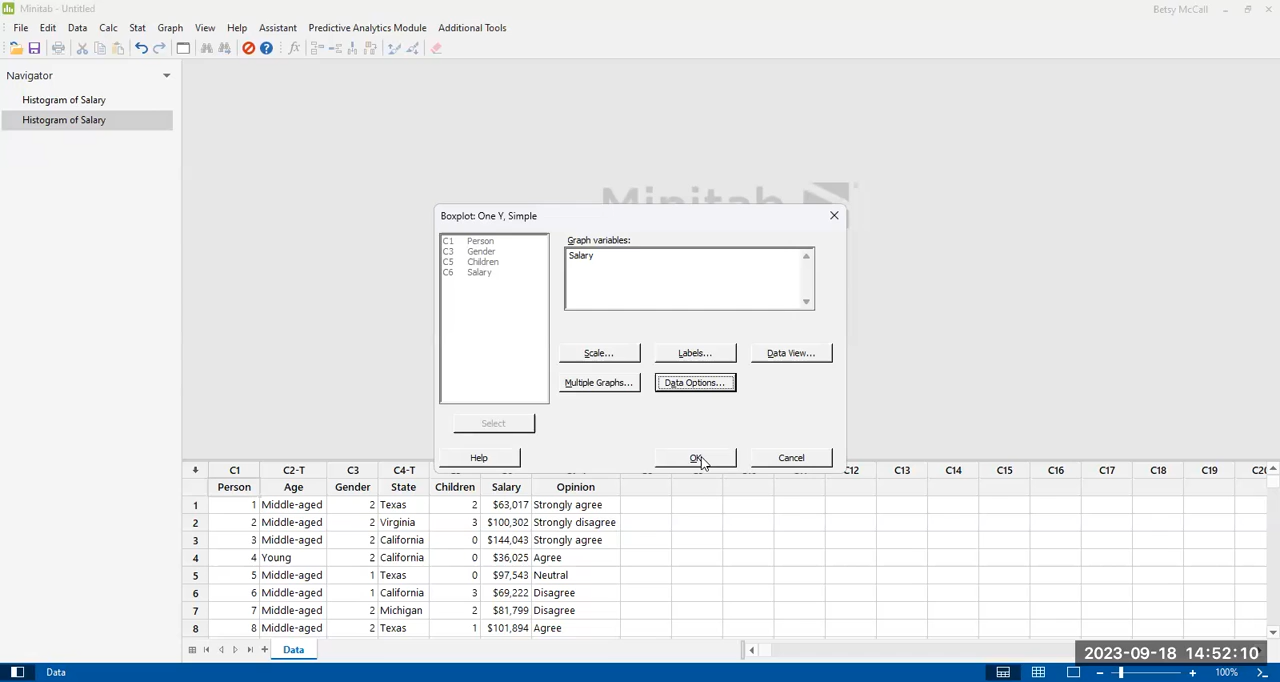 Minitab - Untitled
Betsy McCall
File Edit Data Calc Stat Graph View Help Assistant Predictive Analytics Module Additional Tools
Navigator
Histogram of Salary
Histogram of Salary
Minitab
Boxplot: One Y, Simple
C1 Person
C3 Gender
C5 Children
C6 Salary
Graph variables:
Salary
Scale... Labels... Data View...
Multiple Graphs... Data Options...
Select
Help OK Cancel
C1 C2-T C3 C4-T C12 C13 C14 C15 C16 C17 C18 C19 C20
Person Age Gender State Children Salary Opinion
1 1 Middle-aged 2 Texas 2 $63,017 Strongly agree
2 2 Middle-aged 2 Virginia 3 $100,302 Strongly disagree
3 3 Middle-aged 2 California 0 $144,043 Strongly agree
4 4 Young 2 California 0 $36,025 Agree
5 5 Middle-aged 1 Texas 0 $97,543 Neutral
6 6 Middle-aged 1 California 3 $69,222 Disagree
7 7 Middle-aged 2 Michigan 2 $81,799 Disagree
8 8 Middle-aged 2 Texas 1 $101,894 Agree
Data
2023-09-18 14:52:10
Data
100%